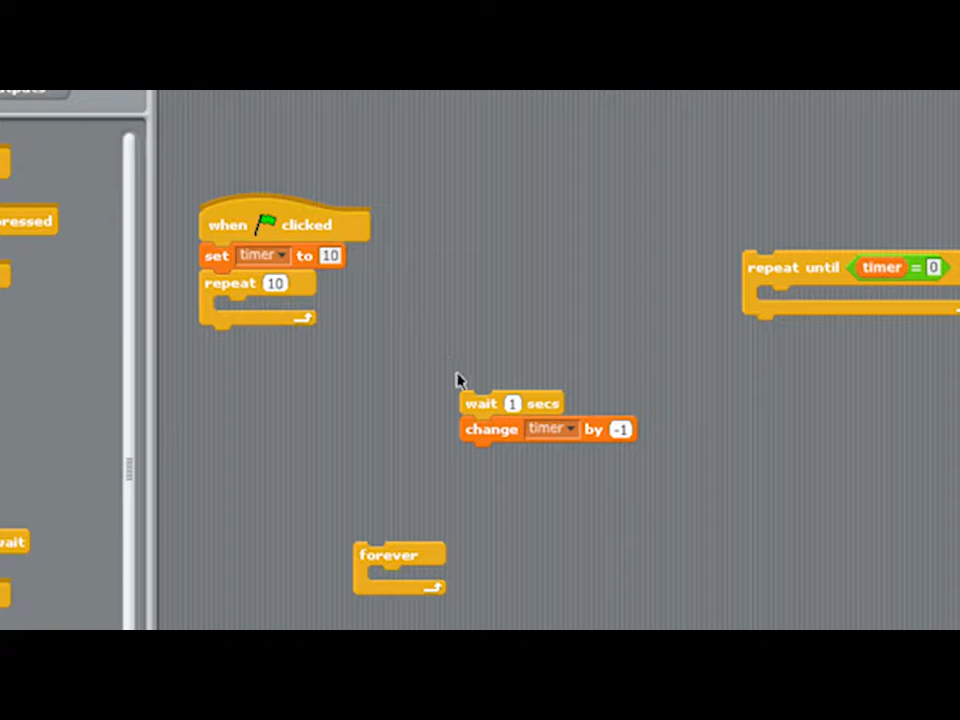 ressed
when clicked
set timer to 10
repeat 10
repeat until timer = 0
wait 1 secs
change timer by -1
wait
forever